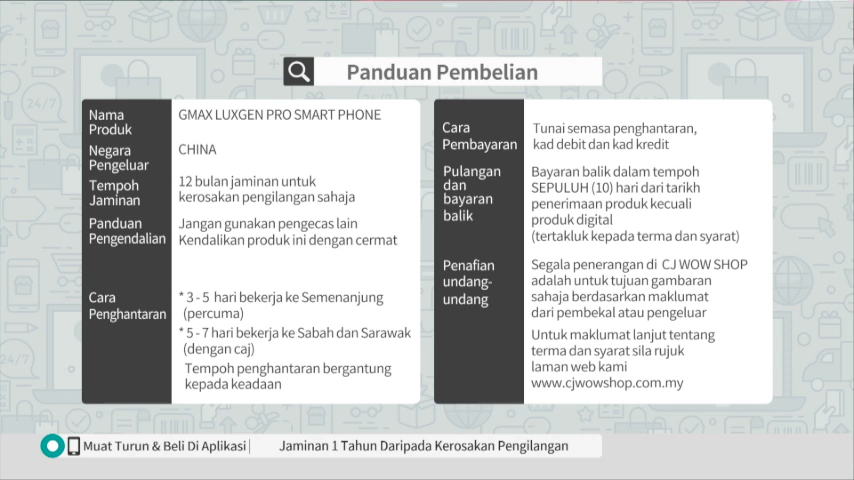 Panduan Pembelian
Nama
Produk
GMAX LUXGEN PRO SMART PHONE
Negara
Pengeluar
CHINA
Tempoh
Jaminan
12 bulan jaminan untuk
kerosakan pengilangan sahaja
Panduan
Pengendalian
Jangan gunakan pengecas lain
Kendalikan produk ini dengan cermat
Cara
Penghantaran
* 3 - 5 hari bekerja ke Semenanjung
(percuma)
* 5 - 7 hari bekerja ke Sabah dan Sarawak
(dengan caj)
Tempoh penghantaran bergantung
kepada keadaan
Cara
Pembayaran
Tunai semasa penghantaran,
kad debit dan kad kredit
Pulangan
dan
bayaran
balik
Bayaran balik dalam tempoh
SEPULUH (10) hari dari tarikh
penerimaan produk kecuali
produk digital
(tertakluk kepada terma dan syarat)
Penafian
undang-
undang
Segala penerangan di CJ WOW SHOP
adalah untuk tujuan gambaran
sahaja berdasarkan maklumat
dari pembekal atau pengeluar
Untuk maklumat lanjut tentang
terma dan syarat sila rujuk
laman web kami
www.cjwowshop.com.my
Muat Turun & Beli Di Aplikasi
Jaminan 1 Tahun Daripada Kerosakan Pengilangan
24/7
24/7